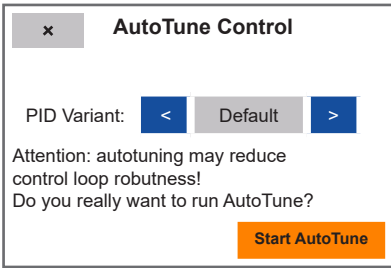 × AutoTune Control
PID Variant: < Default >
Attention: autotuning may reduce
control loop robutness!
Do you really want to run AutoTune?
Start AutoTune